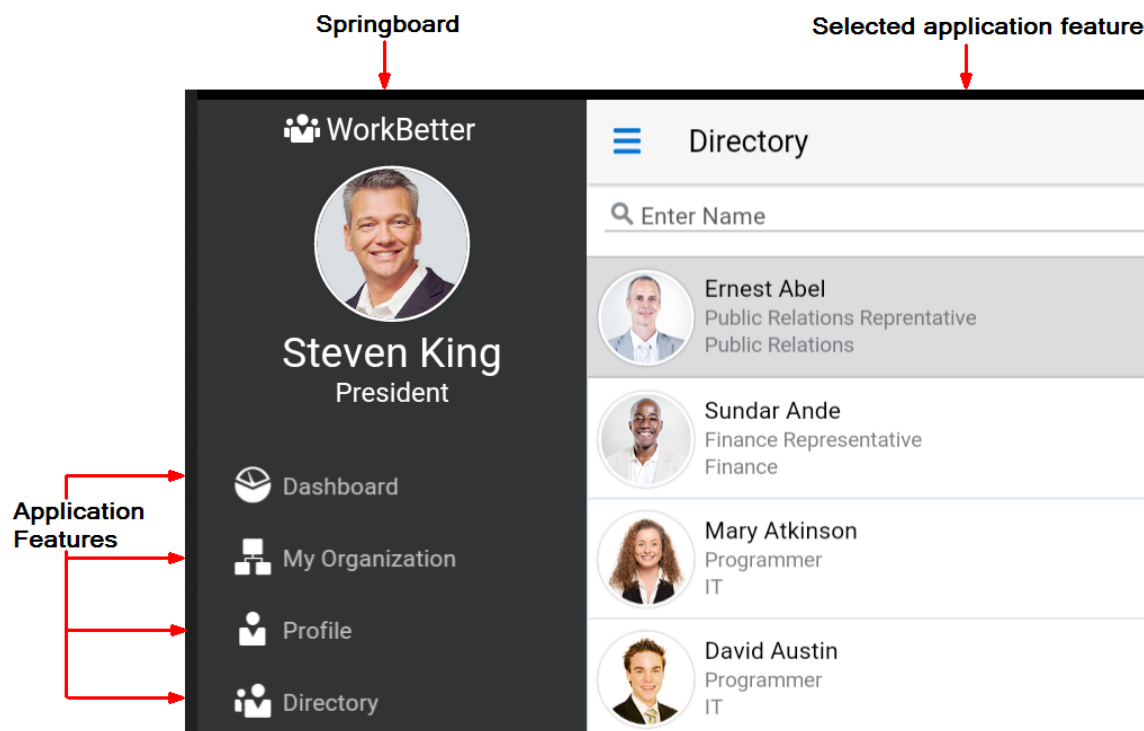 Springboard
Selected application feature
WorkBetter
Steven King
President
Application
Features
Dashboard
My Organization
Profile
Directory
Directory
Enter Name
Ernest Abel
Public Relations Reprentative
Public Relations
Sundar Ande
Finance Representative
Finance
Mary Atkinson
Programmer
IT
David Austin
Programmer
IT